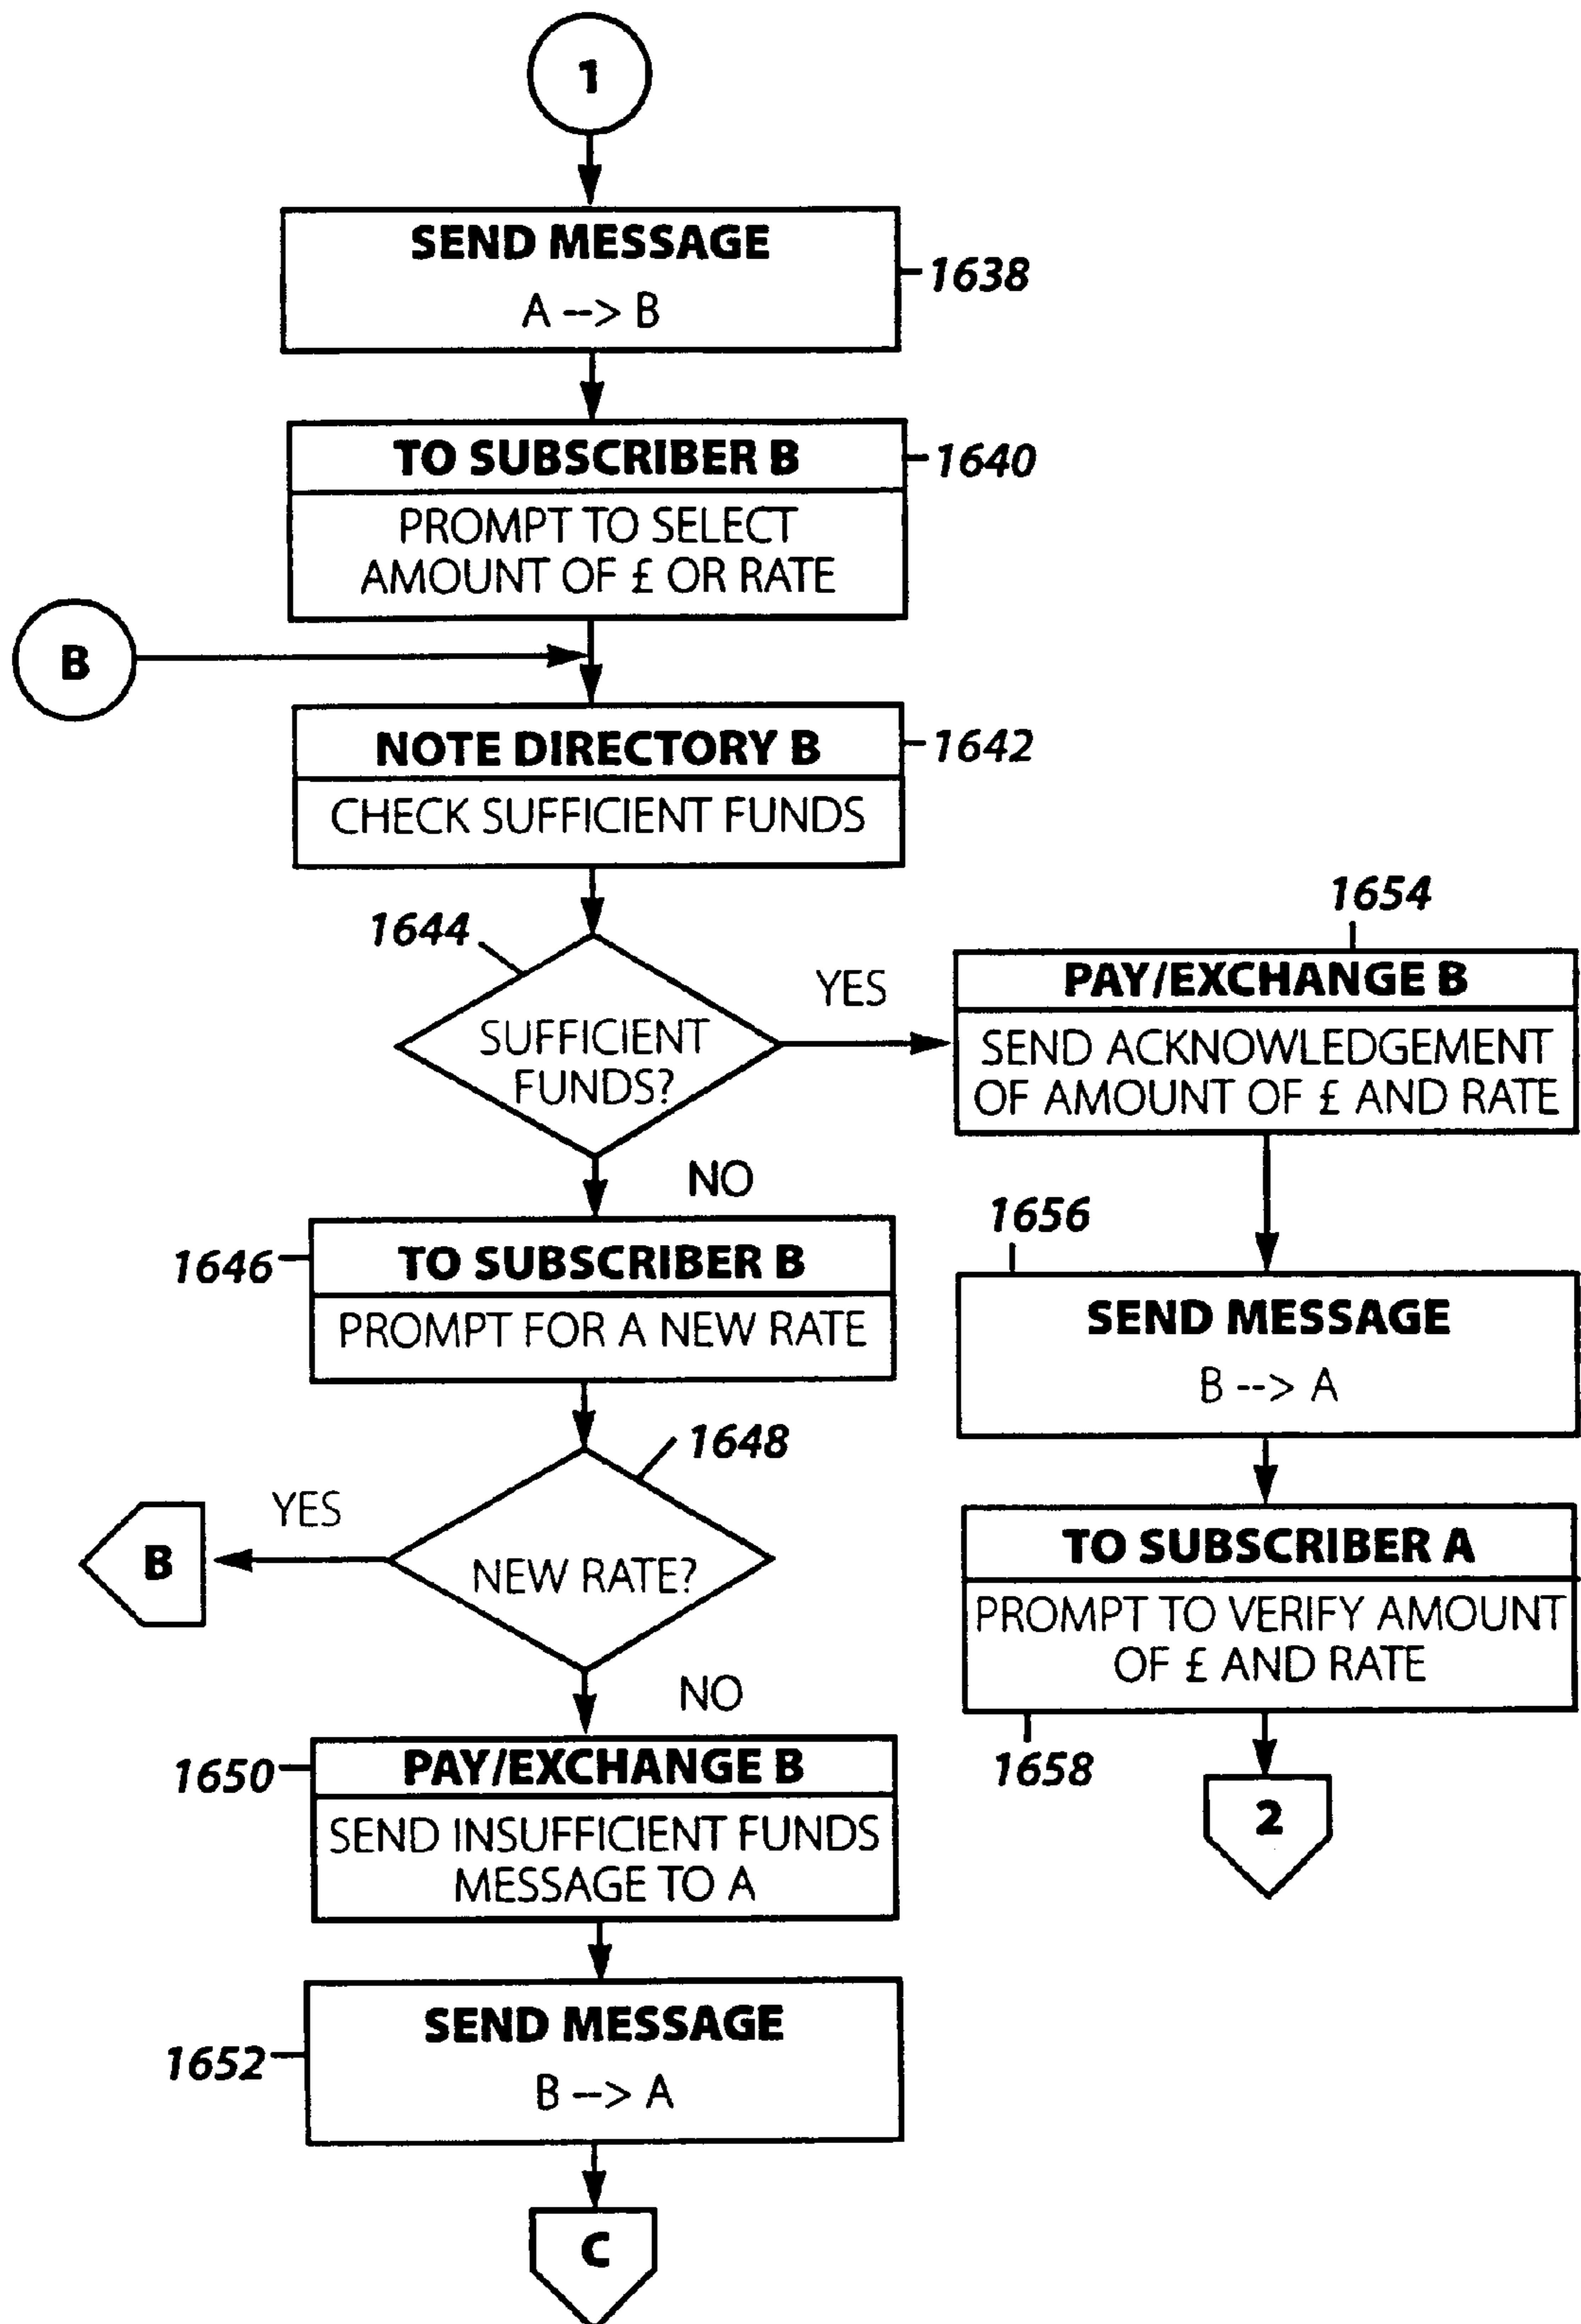 1
SEND MESSAGE
A --> B
1638
TO SUBSCRIBER B
1640
PROMPT TO SELECT
AMOUNT OF £ OR RATE
B
NOTE DIRECTORY B
1642
CHECK SUFFICIENT FUNDS
1644
SUFFICIENT
FUNDS?
YES
NO
1646
TO SUBSCRIBER B
PROMPT FOR A NEW RATE
1648
NEW RATE?
YES
B
NO
1650
PAY/EXCHANGE B
SEND INSUFFICIENT FUNDS
MESSAGE TO A
1652
SEND MESSAGE
B --> A
C
1654
PAY/EXCHANGE B
SEND ACKNOWLEDGEMENT
OF AMOUNT OF £ AND RATE
1656
SEND MESSAGE
B --> A
TO SUBSCRIBER A
PROMPT TO VERIFY AMOUNT
OF £ AND RATE
1658
2